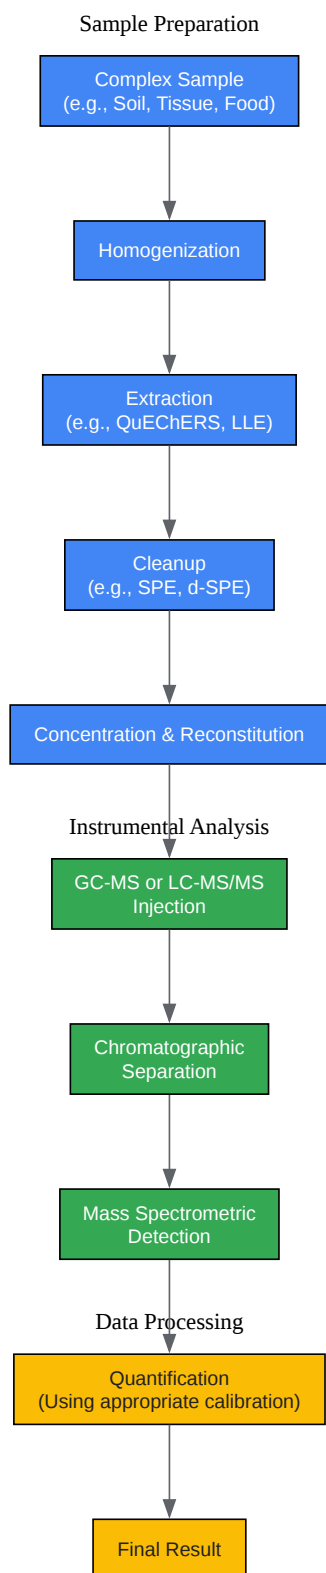 Sample Preparation
Complex Sample
(e.g., Soil, Tissue, Food)
Homogenization
Extraction
(e.g., QuEChERS, LLE)
Cleanup
(e.g., SPE, d-SPE)
Concentration & Reconstitution
Instrumental Analysis
GC-MS or LC-MS/MS
Injection
Chromatographic
Separation
Mass Spectrometric
Detection
Data Processing
Quantification
(Using appropriate calibration)
Final Result